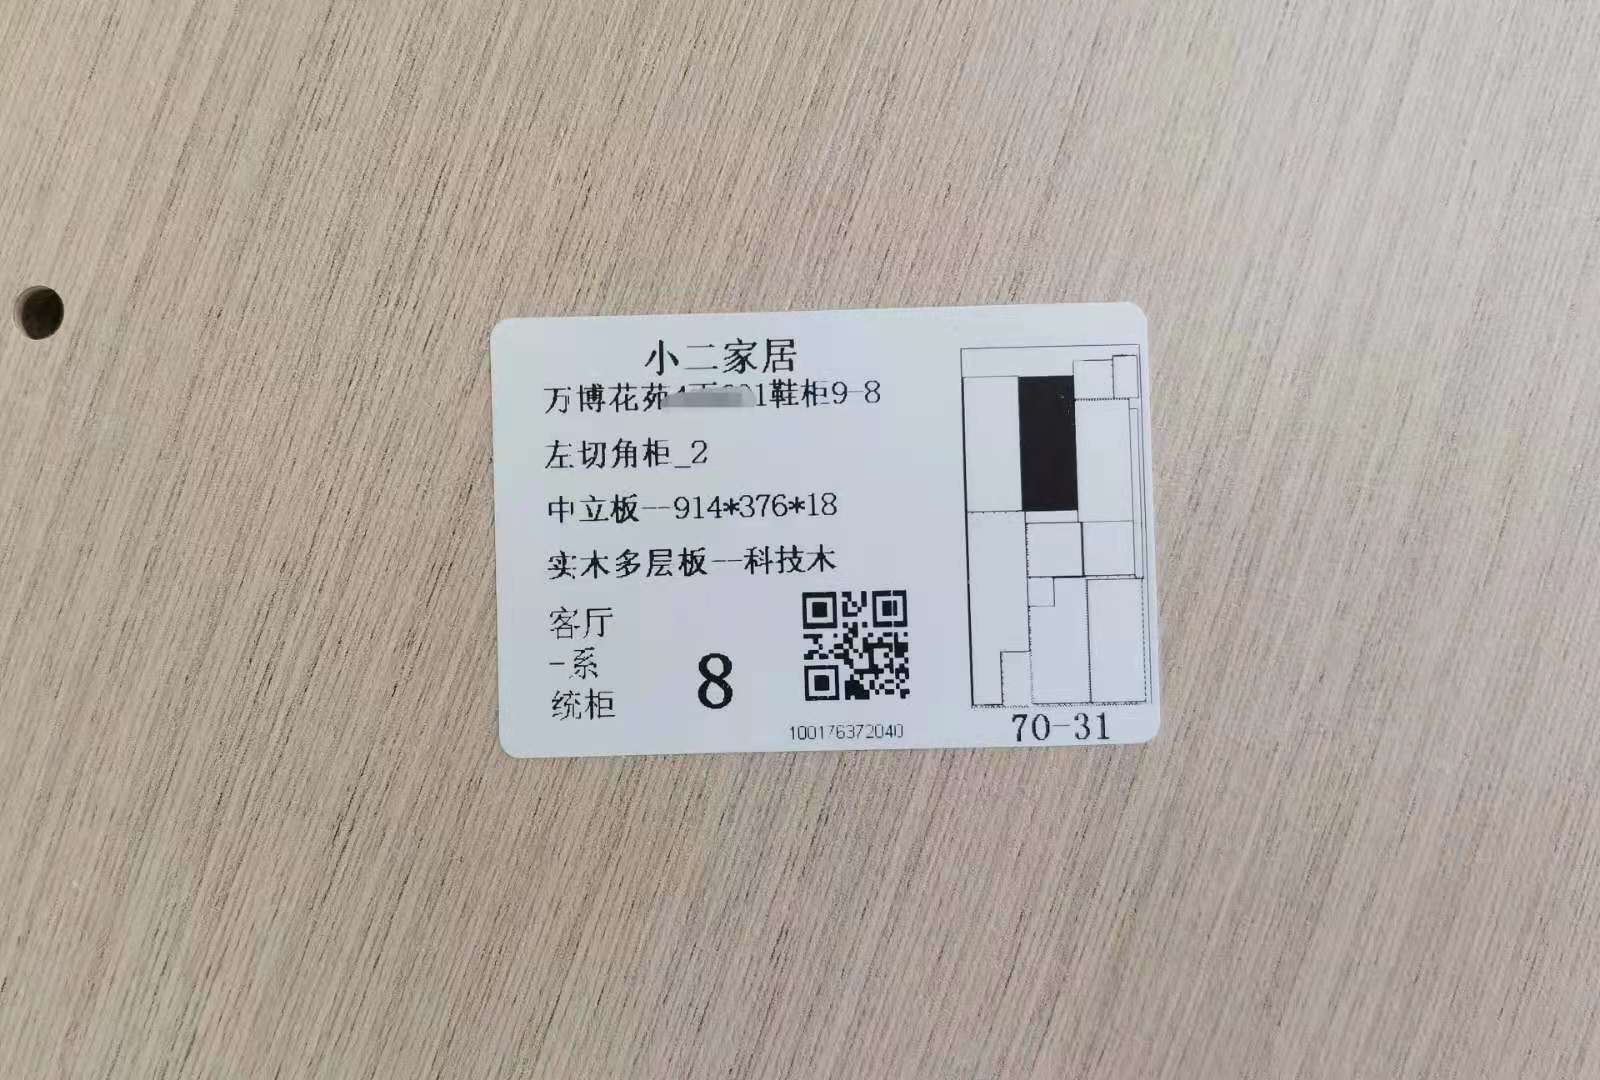 小二家居
万博花苑 1鞋柜9-8
左切角柜_2
中立板--914*376*18
实木多层板--科技木
客厅
-系
统柜
8
100176372040
70-31